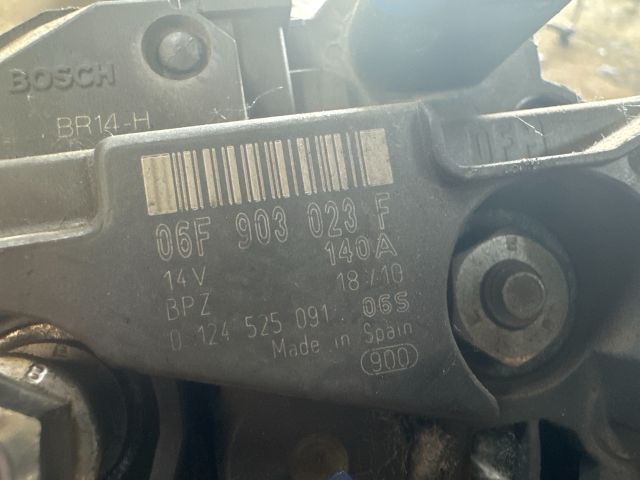 BOSCH
BR14-H
06F 903 023 F
14V 140A
BPZ 18/10
0 124 525 091 06S
Made in Spain
900